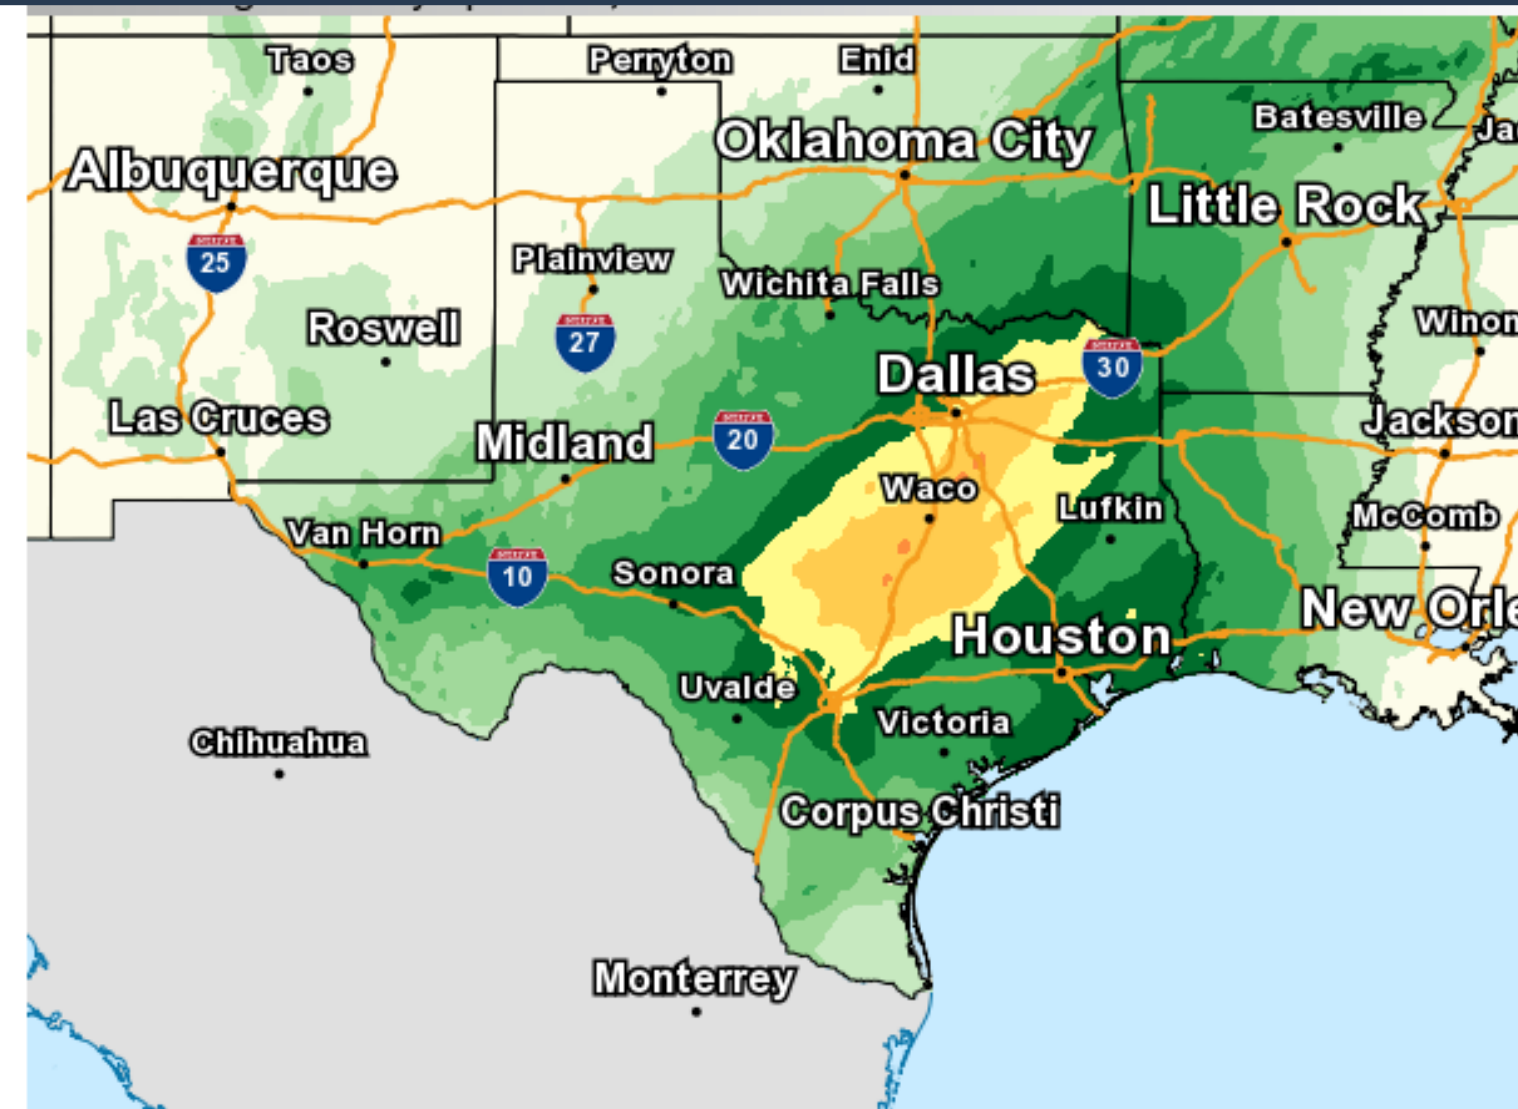 Taos
Perryton
Enid
Batesville
Oklahoma City
Ja
Albuquerque
Little Rock
25
Plainview
Wichita Falls
Roswell
27
Winon
30
Dallas
Las Cruces
Midland
20
Jackson
Waco
Lufkin
McComb
Van Horn
10
Sonora
New Orle
Houston
Uvalde
Victoria
Chihuahua
Corpus Christi
Monterrey